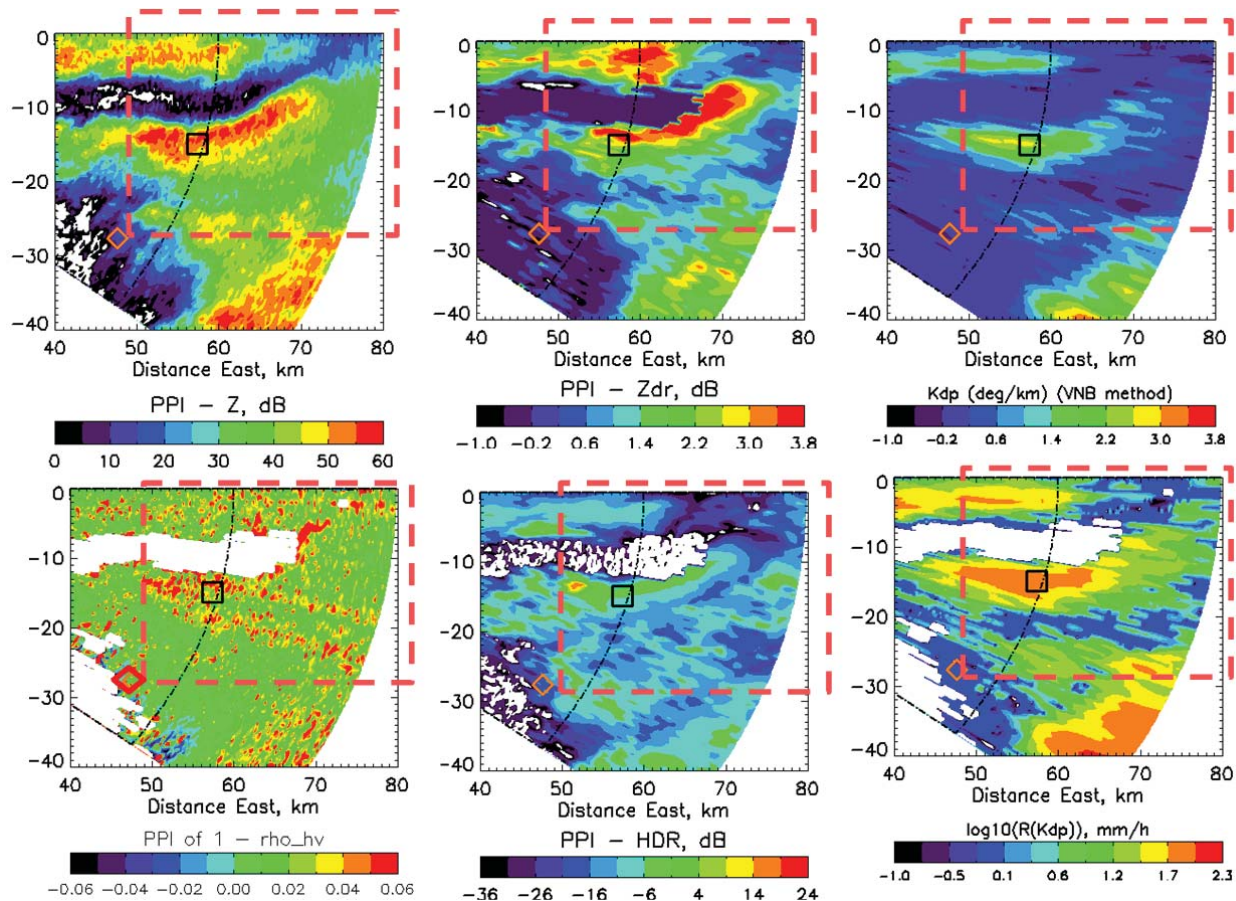 0
0
0
−10
−10
−10
−20
−20
−20
−30
−30
−30
−40
−40
−40
40 50 60 70 80
40 50 60 70 80
40 50 60 70 80
Distance East, km
Distance East, km
Distance East, km
PPI − Z, dB
PPI − Zdr, dB
Kdp (deg/km) (VNB method)
0 10 20 30 40 50 60
−1.0 −0.2 0.6 1.4 2.2 3.0 3.8
−1.0 −0.2 0.6 1.4 2.2 3.0 3.8
0
0
0
−10
−10
−10
−20
−20
−20
−30
−30
−30
−40
−40
−40
40 50 60 70 80
40 50 60 70 80
40 50 60 70 80
Distance East, km
Distance East, km
Distance East, km
PPI of 1 − rho_hv
PPI − HDR, dB
log10(R(Kdp)), mm/h
−0.06 −0.04 −0.02 0.00 0.02 0.04 0.06
−36 −26 −16 −6 4 14 24
−1.0 −0.5 0.1 0.6 1.2 1.7 2.3